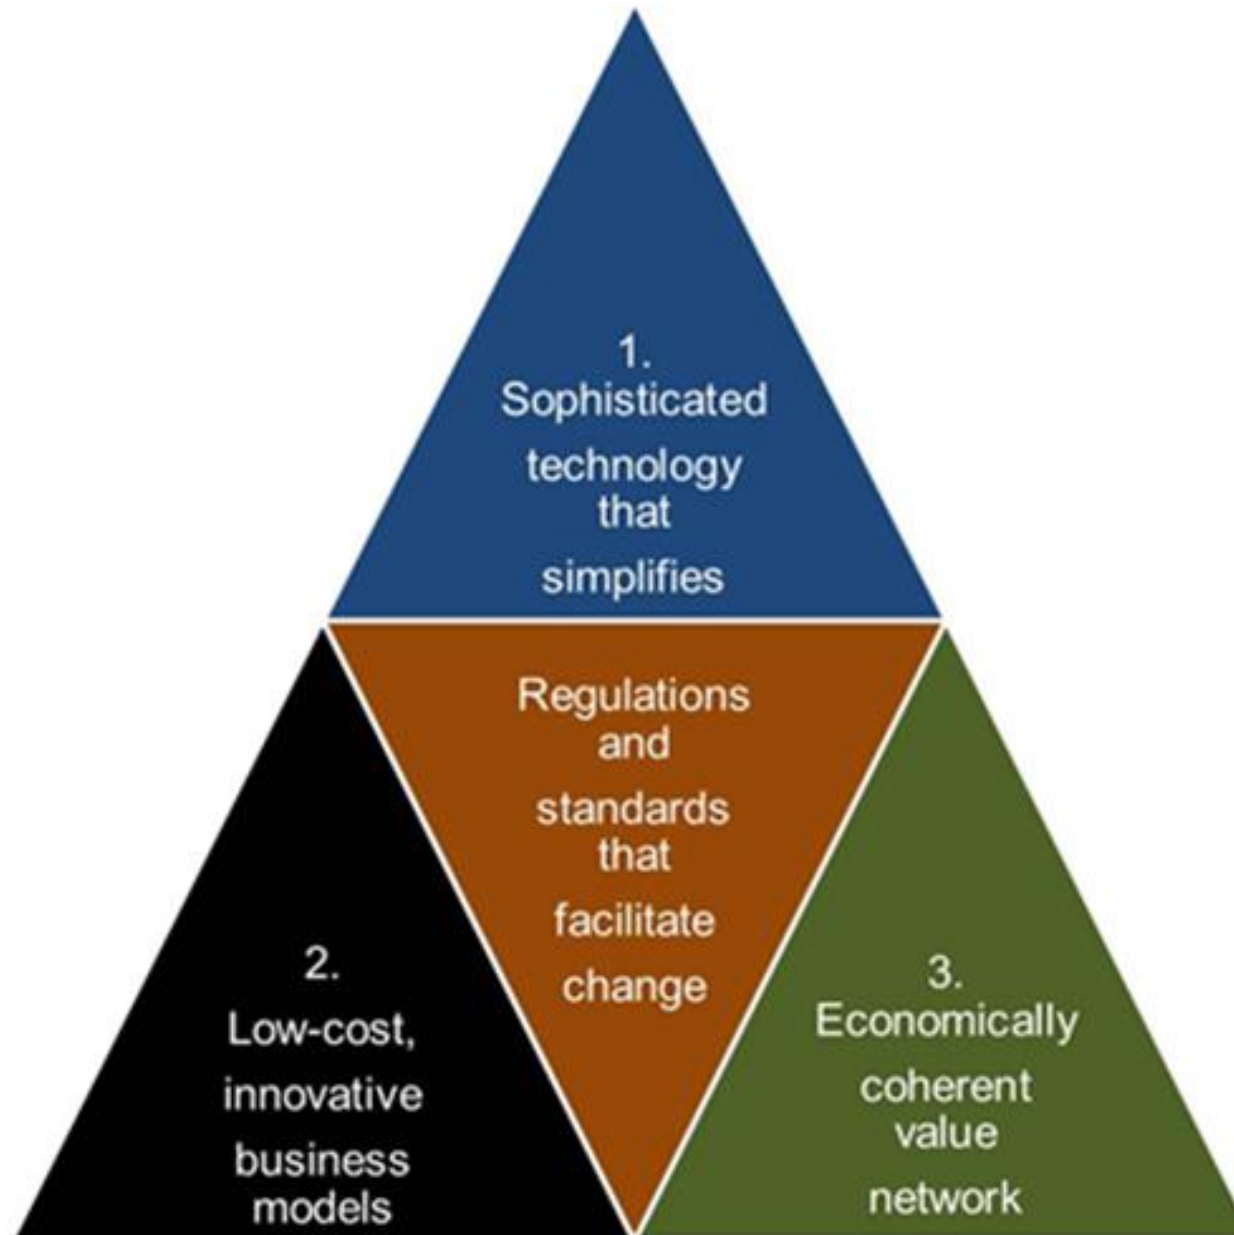 1.
Sophisticated
technology
that
simplifies
Regulations
and
standards
that
facilitate
change
2.
Low-cost,
innovative
business
models
3.
Economically
coherent
value
network